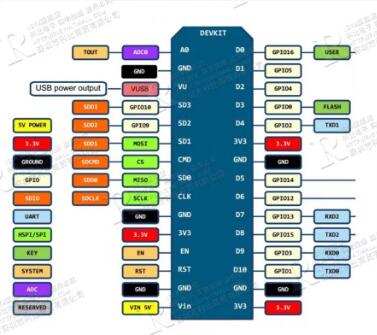 DEVKIT
TOUT ADC0 A0 D0 GPIO16 USER
GND GND D1 GPIO5
USB power output VUSB VU D2 GPIO4
SDD3 GPIO10 SD3 D3 GPIO0 FLASH
5V POWER SDD2 GPIO9 SD2 D4 GPIO2 TXD1
3.3V SDD1 MOSI SD1 3V3 3.3V
GROUND SDCMD CS CMD GND GND
GPIO SDD0 MISO SD0 D5 GPIO14
SDIO SDCLK SCLK CLK D6 GPIO12
UART GND GND D7 GPIO13 RXD2
HSPI/SPI 3.3V 3V3 D8 GPIO15 TXD2
KEY EN EN D9 GPIO3 RXD0
SYSTEM RST RST D10 GPIO1 TXD0
ADC GND GND GND GND
RESERVED VIN 5V Vin 3V3 3.3V